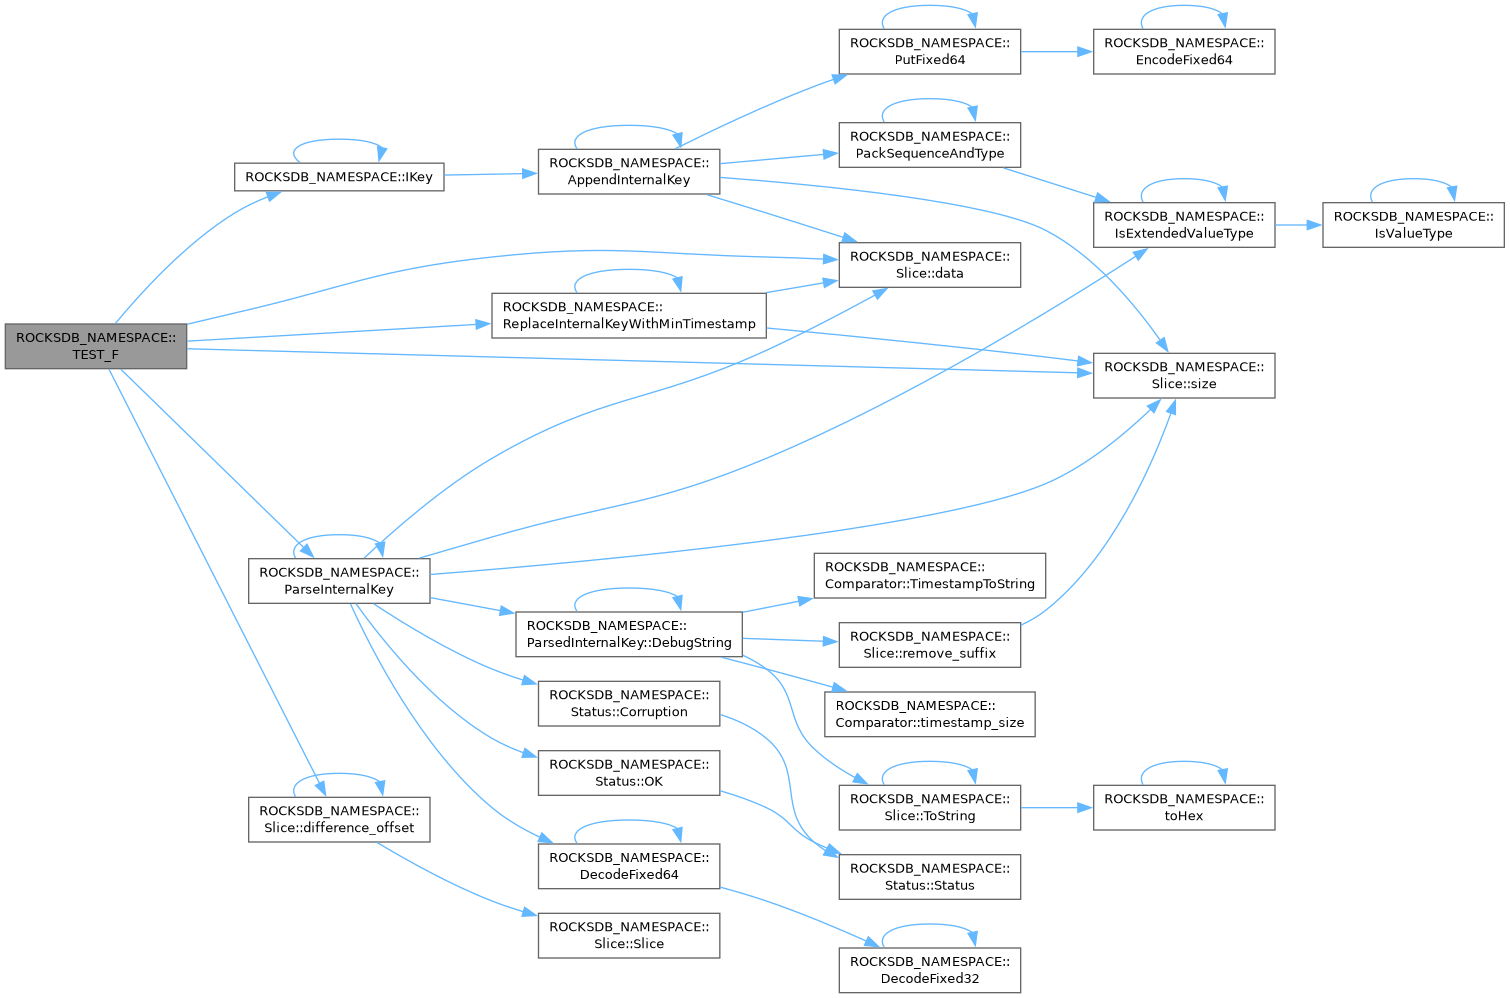 ROCKSDB_NAMESPACE::
TEST_F
ROCKSDB_NAMESPACE::IKey
ROCKSDB_NAMESPACE::
AppendInternalKey
ROCKSDB_NAMESPACE::
PutFixed64
ROCKSDB_NAMESPACE::
EncodeFixed64
ROCKSDB_NAMESPACE::
PackSequenceAndType
ROCKSDB_NAMESPACE::
IsExtendedValueType
ROCKSDB_NAMESPACE::
IsValueType
ROCKSDB_NAMESPACE::
Slice::data
ROCKSDB_NAMESPACE::
ReplaceInternalKeyWithMinTimestamp
ROCKSDB_NAMESPACE::
Slice::size
ROCKSDB_NAMESPACE::
ParseInternalKey
ROCKSDB_NAMESPACE::
ParsedInternalKey::DebugString
ROCKSDB_NAMESPACE::
Comparator::TimestampToString
ROCKSDB_NAMESPACE::
Slice::remove_suffix
ROCKSDB_NAMESPACE::
Comparator::timestamp_size
ROCKSDB_NAMESPACE::
Status::Corruption
ROCKSDB_NAMESPACE::
Status::OK
ROCKSDB_NAMESPACE::
Slice::ToString
ROCKSDB_NAMESPACE::
toHex
ROCKSDB_NAMESPACE::
Slice::difference_offset
ROCKSDB_NAMESPACE::
DecodeFixed64
ROCKSDB_NAMESPACE::
Status::Status
ROCKSDB_NAMESPACE::
Slice::Slice
ROCKSDB_NAMESPACE::
DecodeFixed32